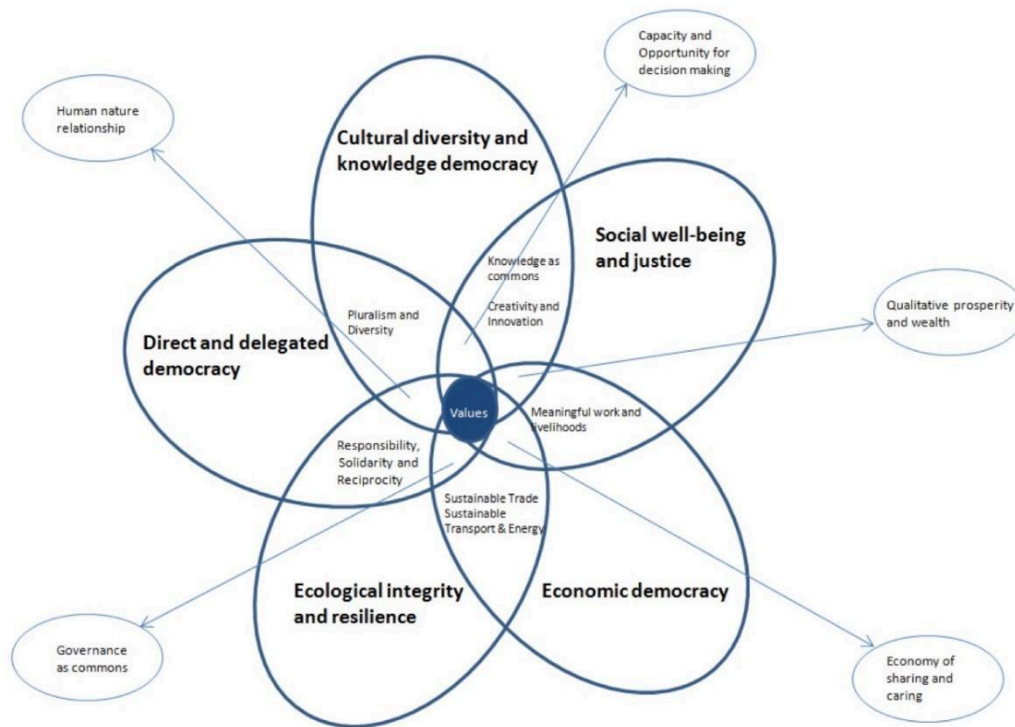 Capacity and
Opportunity for
decision making
Human nature
relationship
Cultural diversity and
knowledge democracy
Social well-being
and justice
Knowledge as
commons
Creativity and
Innovation
Pluralism and
Diversity
Qualitative prosperity
and wealth
Direct and delegated
democracy
Values
Meaningful work and
livelihoods
Responsibility,
Solidarity and
Reciprocity
Sustainable Trade
Sustainable
Transport & Energy
Ecological integrity
and resilience
Economic democracy
Governance
as commons
Economy of
sharing and
caring